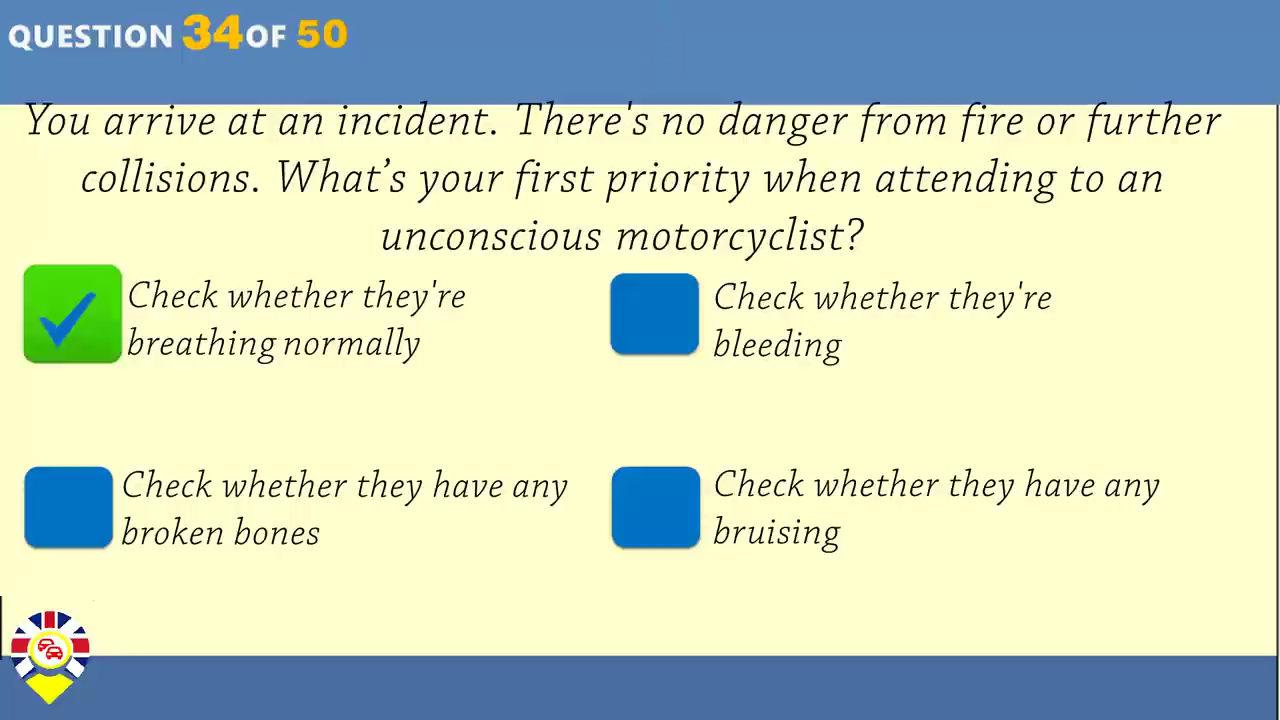 QUESTION 34 OF 50
You arrive at an incident. There's no danger from fire or further
collisions. What’s your first priority when attending to an
unconscious motorcyclist?
Check whether they're
breathing normally
Check whether they're
bleeding
Check whether they have any
broken bones
Check whether they have any
bruising